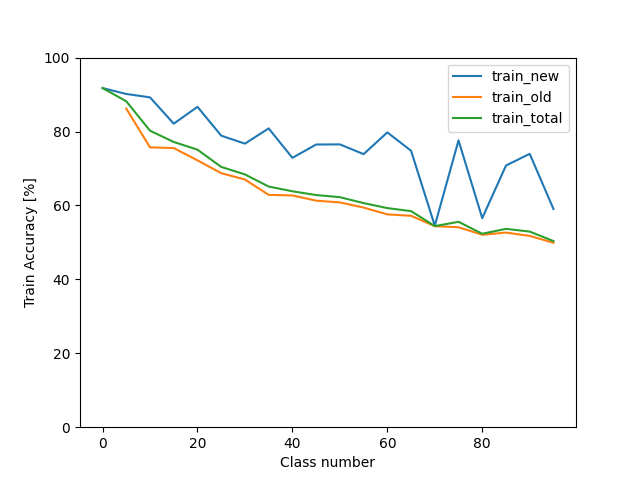 100
80
60
40
20
0
Train Accuracy [%]
train_new
train_old
train_total
0 20 40 60 80
Class number